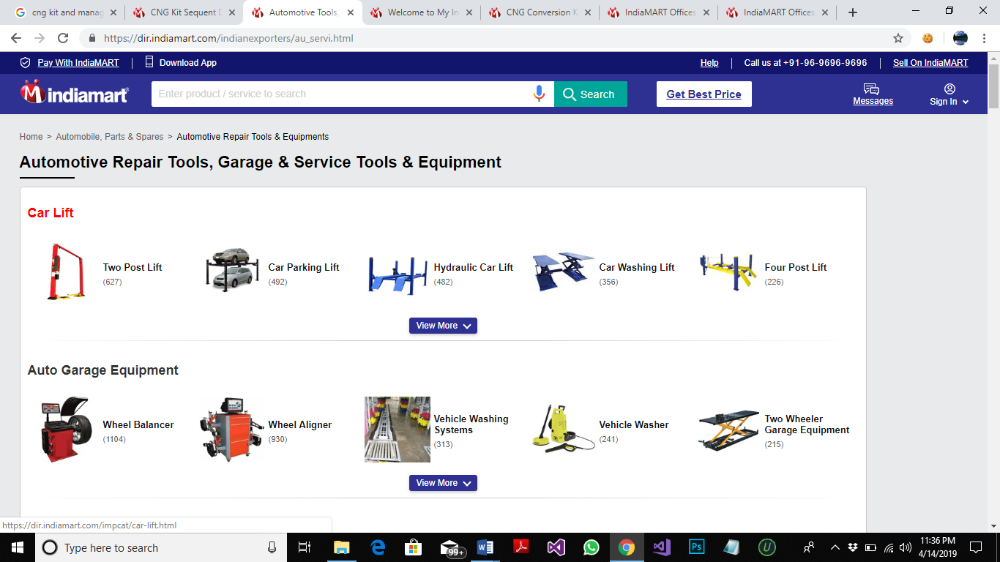 cng kit and manag
CNG Kit Sequent D
Automotive Tools,
Welcome to My In
CNG Conversion K
IndiaMART Offices
IndiaMART Offices
https://dir.indiamart.com/indianexporters/au_servi.html
Pay With IndiaMART
Download App
Help
Call us at +91-96-9696-9696
Sell On IndiaMART
indiamart
Enter product / service to search
Search
Get Best Price
Messages
Sign In
Home > Automobile, Parts & Spares > Automotive Repair Tools & Equipments
Automotive Repair Tools, Garage & Service Tools & Equipment
Car Lift
Two Post Lift
(627)
Car Parking Lift
(492)
Hydraulic Car Lift
(482)
Car Washing Lift
(356)
Four Post Lift
(226)
View More
Auto Garage Equipment
Wheel Balancer
(1104)
Wheel Aligner
(930)
Vehicle Washing
Systems
(313)
Vehicle Washer
(241)
Two Wheeler
Garage Equipment
(215)
View More
https://dir.indiamart.com/impcat/car-lift.html
Type here to search
99+
Ps
11:36 PM
4/14/2019